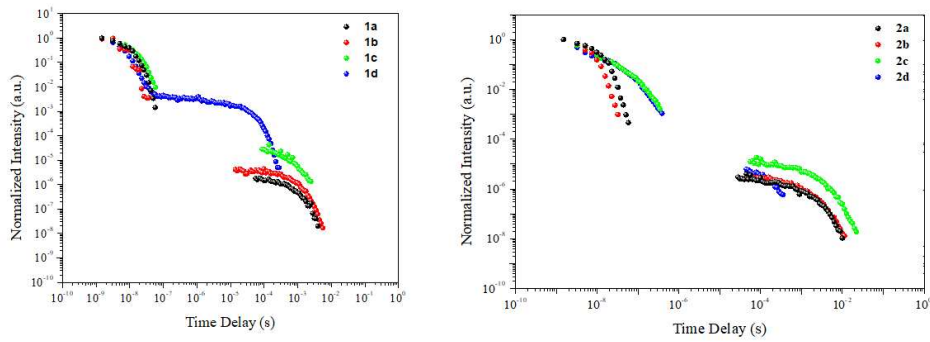 1a
1b
1c
1d
Normalized Intensity (a.u.)
10^1
10^0
10^-1
10^-2
10^-3
10^-4
10^-5
10^-6
10^-7
10^-8
10^-9
10^-10
10^-10 10^-9 10^-8 10^-7 10^-6 10^-5 10^-4 10^-3 10^-2 10^-1 10^0
Time Delay (s)
2a
2b
2c
2d
Normalized Intensity (a.u.)
10^0
10^-2
10^-4
10^-6
10^-8
10^-10
10^-10 10^-8 10^-6 10^-4 10^-2 10^0
Time Delay (s)